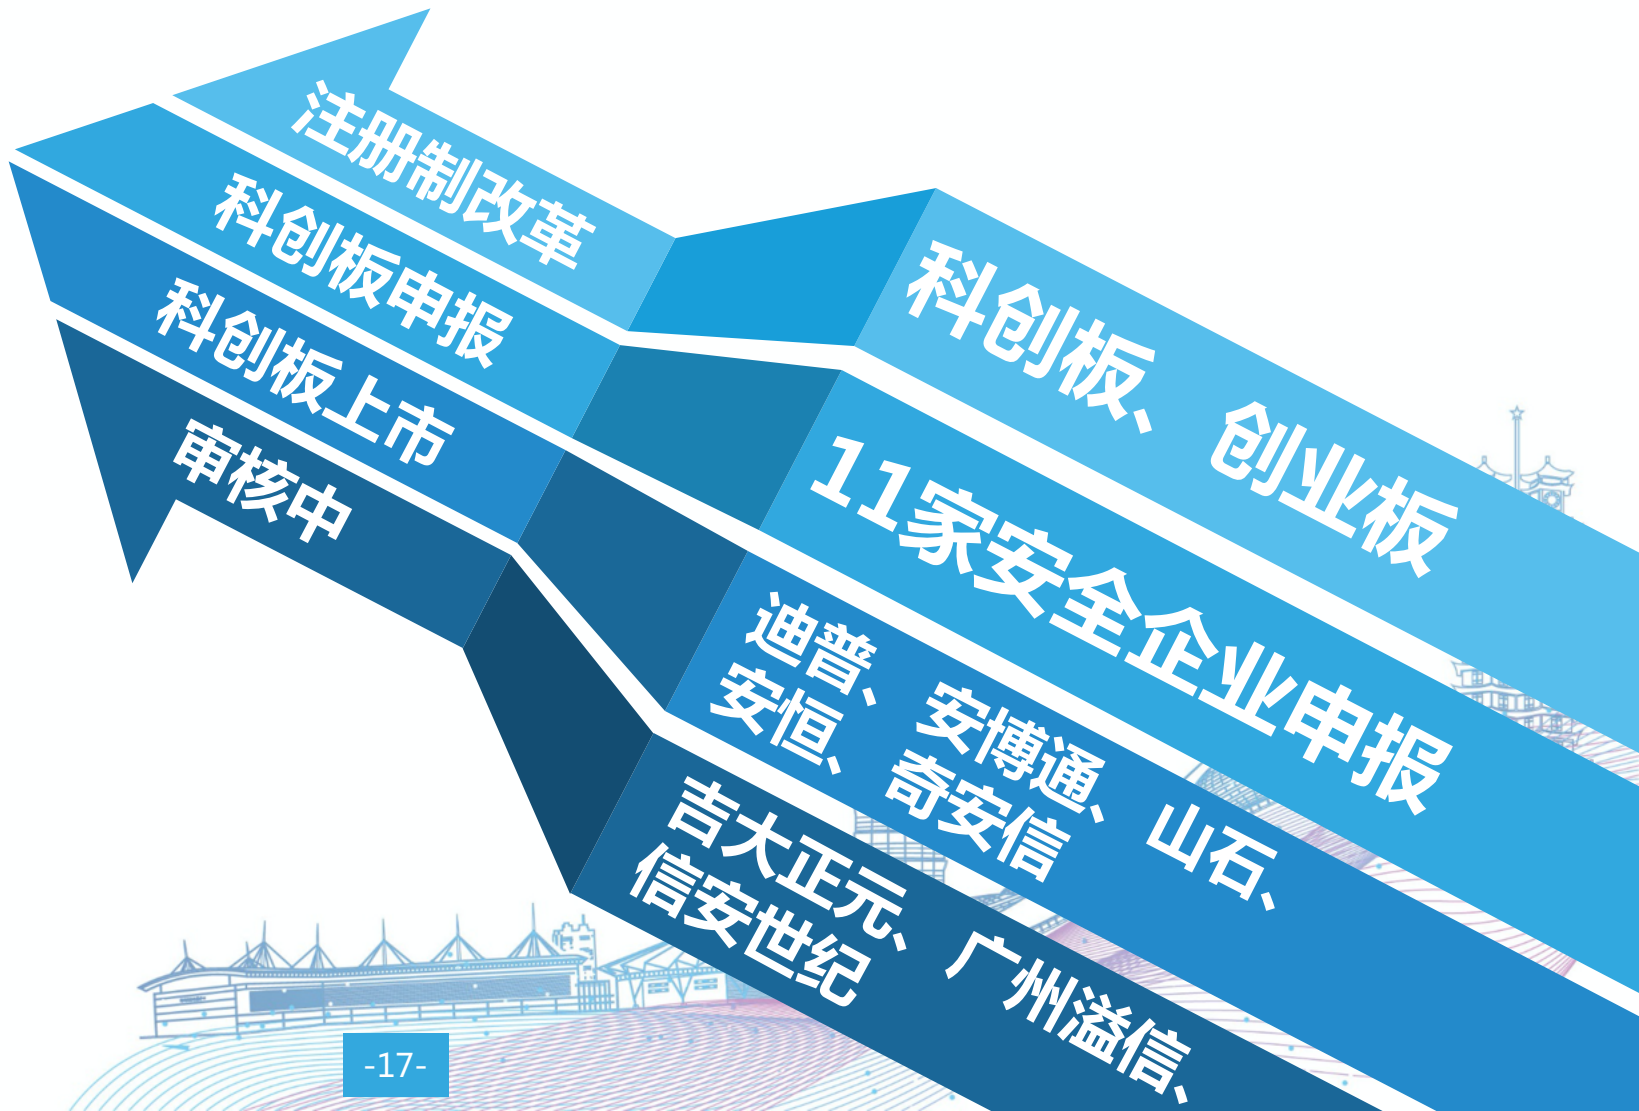 注册制改革
科创板、创业板
科创板申报
11家安全企业申报
科创板上市
迪普、安博通、山石、
安恒、奇安信
审核中
吉大正元、广州溢信、
信安世纪
-17-